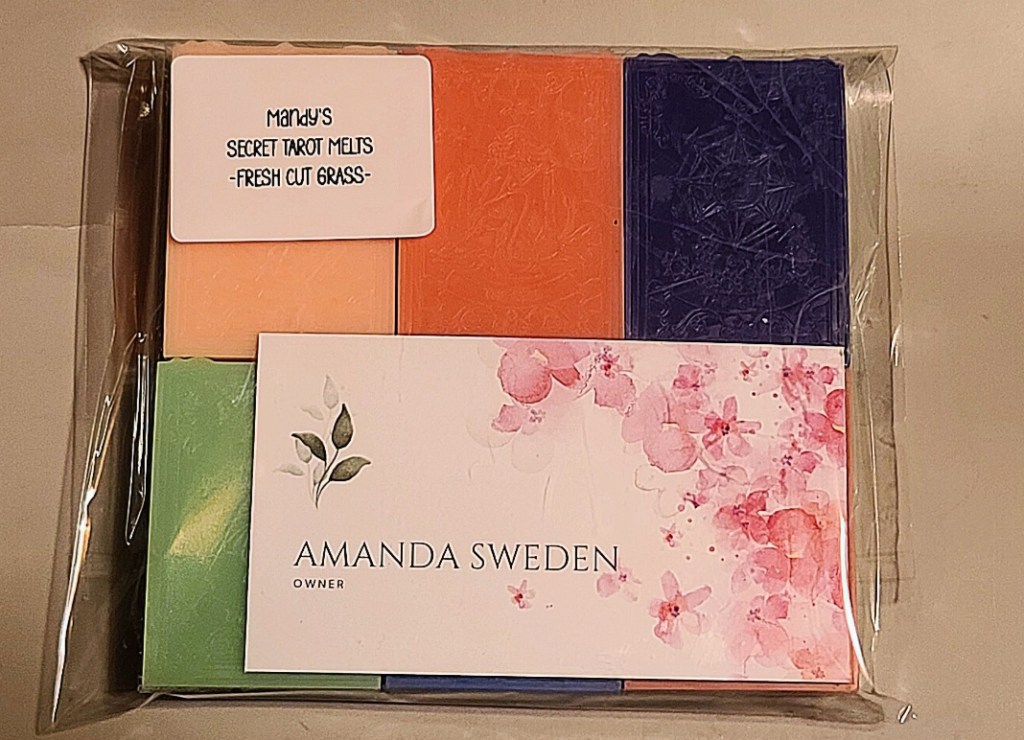 Mandy's
SECRET TAROT MELTS
-FRESH CUT GRASS-
AMANDA SWEDEN
OWNER